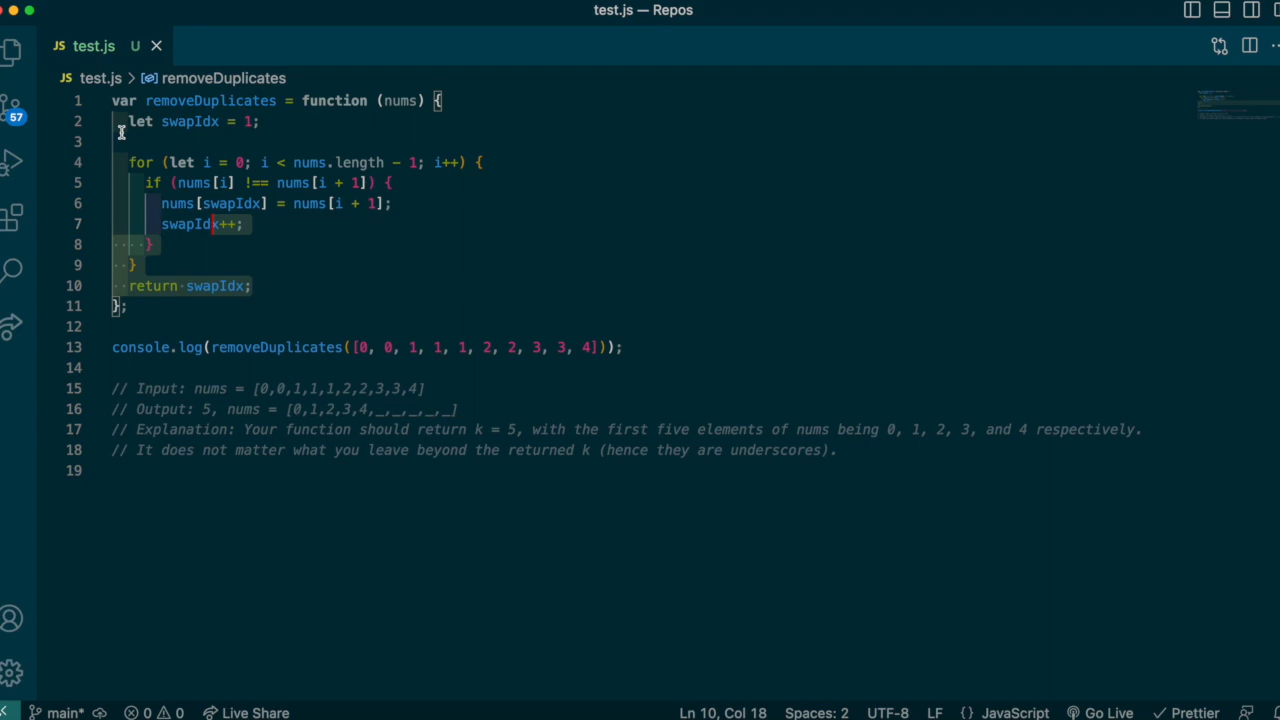 test.js — Repos
JS test.js U
JS test.js > removeDuplicates
57
1 var removeDuplicates = function (nums) {
2 let swapIdx = 1;
3
4 for (let i = 0; i < nums.length - 1; i++) {
5 if (nums[i] !== nums[i + 1]) {
6 nums[swapIdx] = nums[i + 1];
7 swapIdx++;
8 }
9 }
10 return swapIdx;
11 };
12
13 console.log(removeDuplicates([0, 0, 1, 1, 1, 2, 2, 3, 3, 4]));
14
15 // Input: nums = [0,0,1,1,1,2,2,3,3,4]
16 // Output: 5, nums = [0,1,2,3,4,_,_,_,_,_]
17 // Explanation: Your function should return k = 5, with the first five elements of nums being 0, 1, 2, 3, and 4 respectively.
18 // It does not matter what you leave beyond the returned k (hence they are underscores).
19
main* 0 0 Live Share Ln 10, Col 18 Spaces: 2 UTF-8 LF {} JavaScript Go Live Prettier